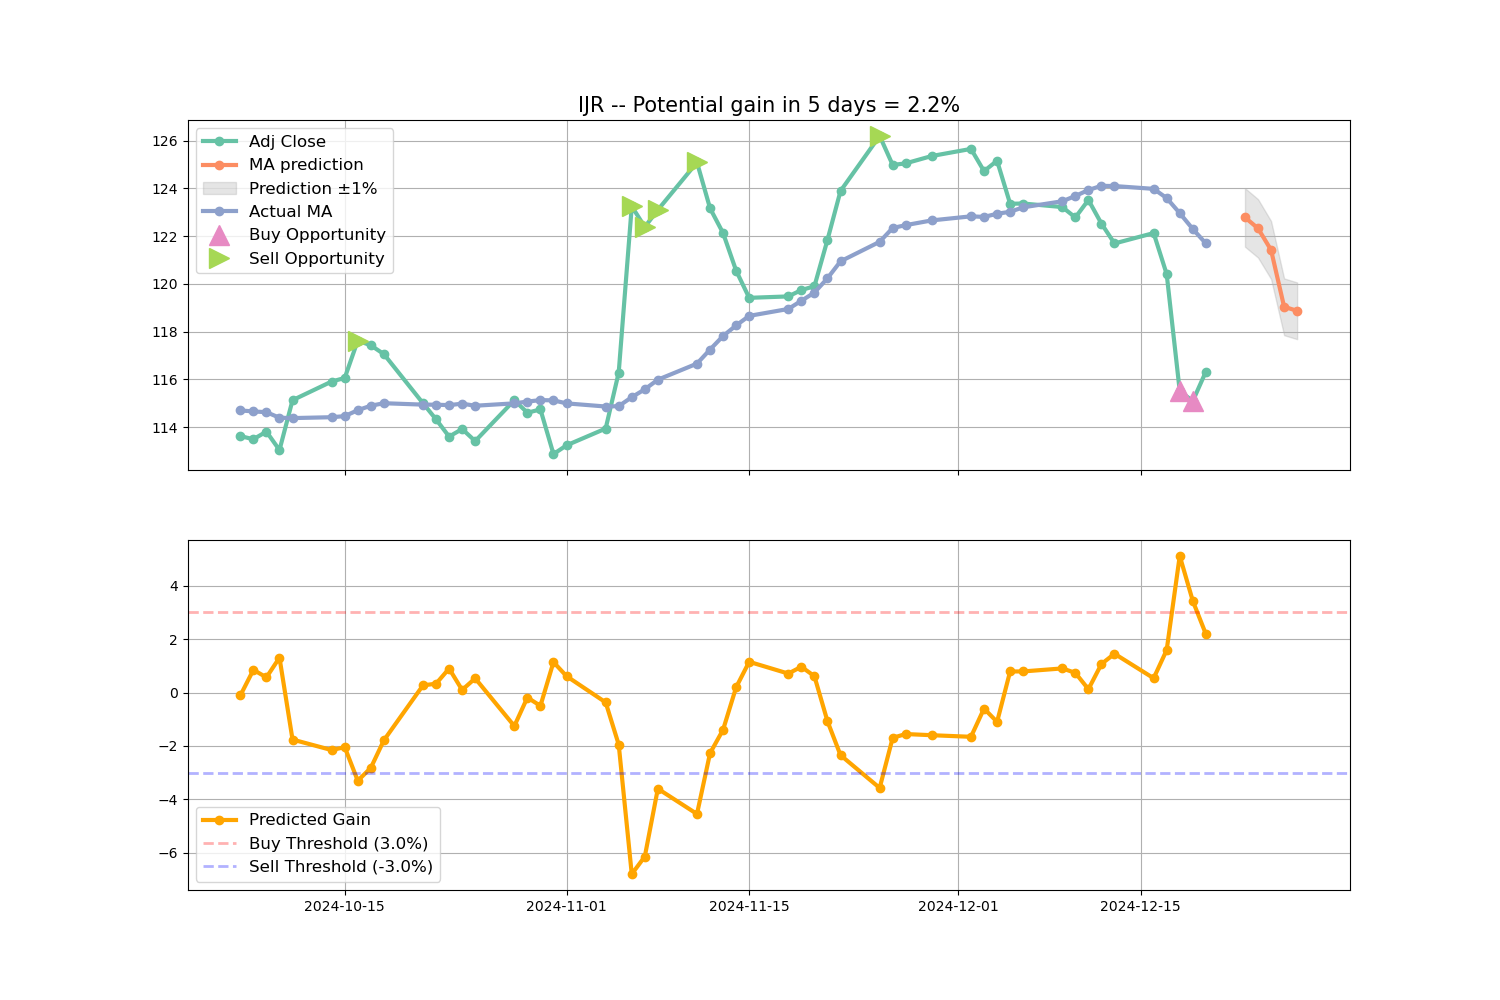 IJR -- Potential gain in 5 days = 2.2%
126
124
122
120
118
116
114
Adj Close
MA prediction
Prediction ±1%
Actual MA
Buy Opportunity
Sell Opportunity
4
2
0
−2
−4
−6
Predicted Gain
Buy Threshold (3.0%)
Sell Threshold (-3.0%)
2024-10-15
2024-11-01
2024-11-15
2024-12-01
2024-12-15